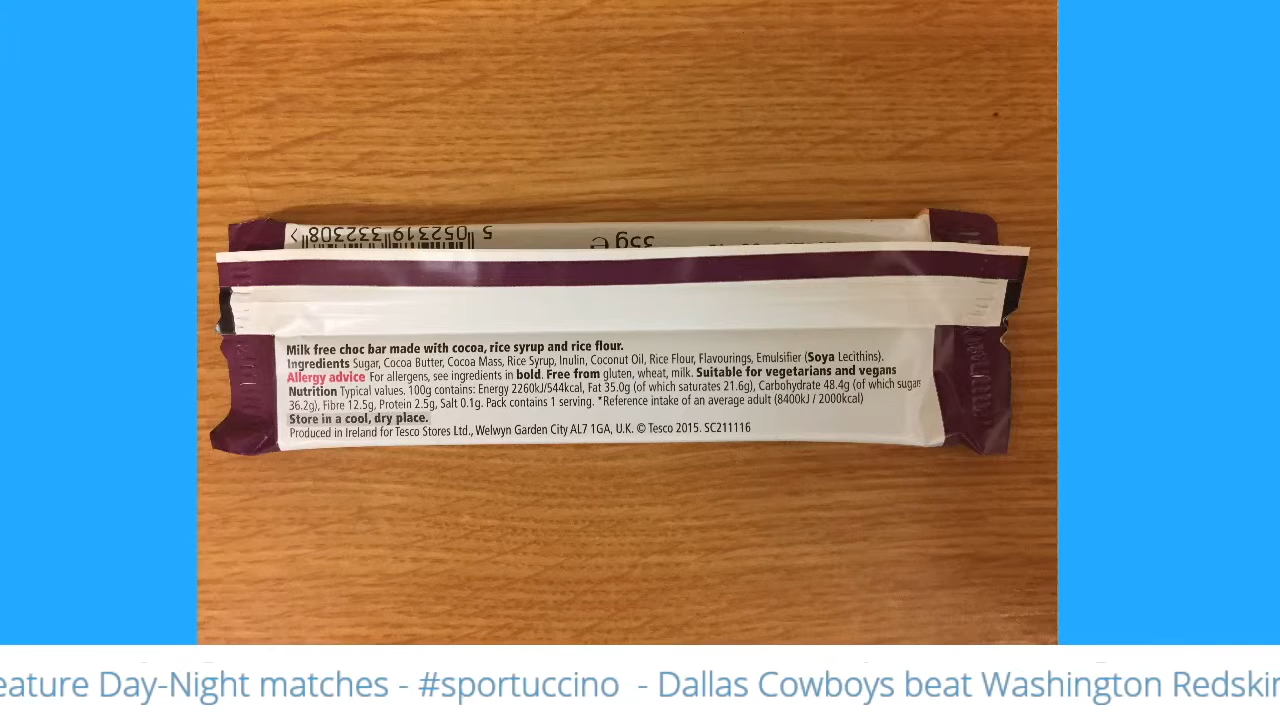 5 052319 332308 >
35g e
Milk free choc bar made with cocoa, rice syrup and rice flour.
Ingredients Sugar, Cocoa Butter, Cocoa Mass, Rice Syrup, Inulin, Coconut Oil, Rice Flour, Flavourings, Emulsifier (Soya Lecithins).
Allergy advice For allergens, see ingredients in bold. Free from gluten, wheat, milk. Suitable for vegetarians and vegans
Nutrition Typical values. 100g contains: Energy 2260kJ/544kcal, Fat 35.0g (of which saturates 21.6g), Carbohydrate 48.4g (of which sugars
36.2g), Fibre 12.5g, Protein 2.5g, Salt 0.1g. Pack contains 1 serving. *Reference intake of an average adult (8400kJ / 2000kcal)
Store in a cool, dry place.
Produced in Ireland for Tesco Stores Ltd., Welwyn Garden City AL7 1GA, U.K. © Tesco 2015. SC211116
eature Day-Night matches - #sportuccino - Dallas Cowboys beat Washington Redskin